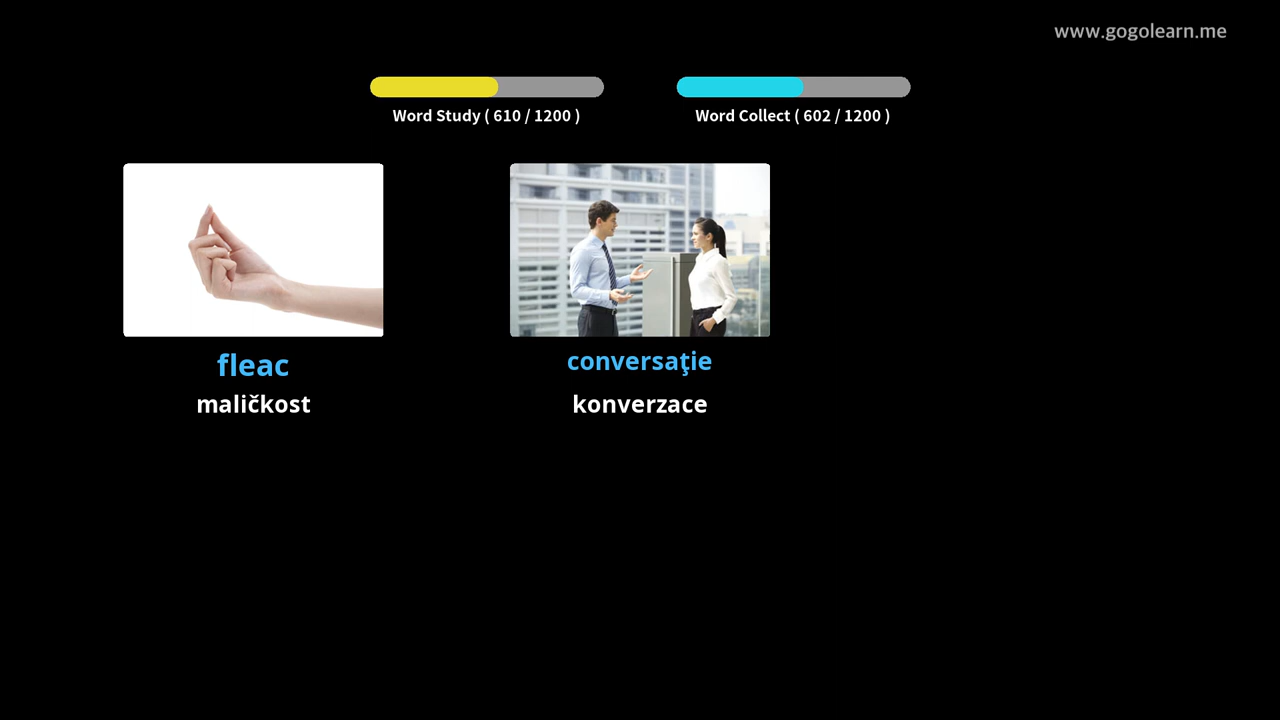 www.gogolearn.me
Word Study ( 610 / 1200 )
Word Collect ( 602 / 1200 )
fleac
maličkost
conversaţie
konverzace